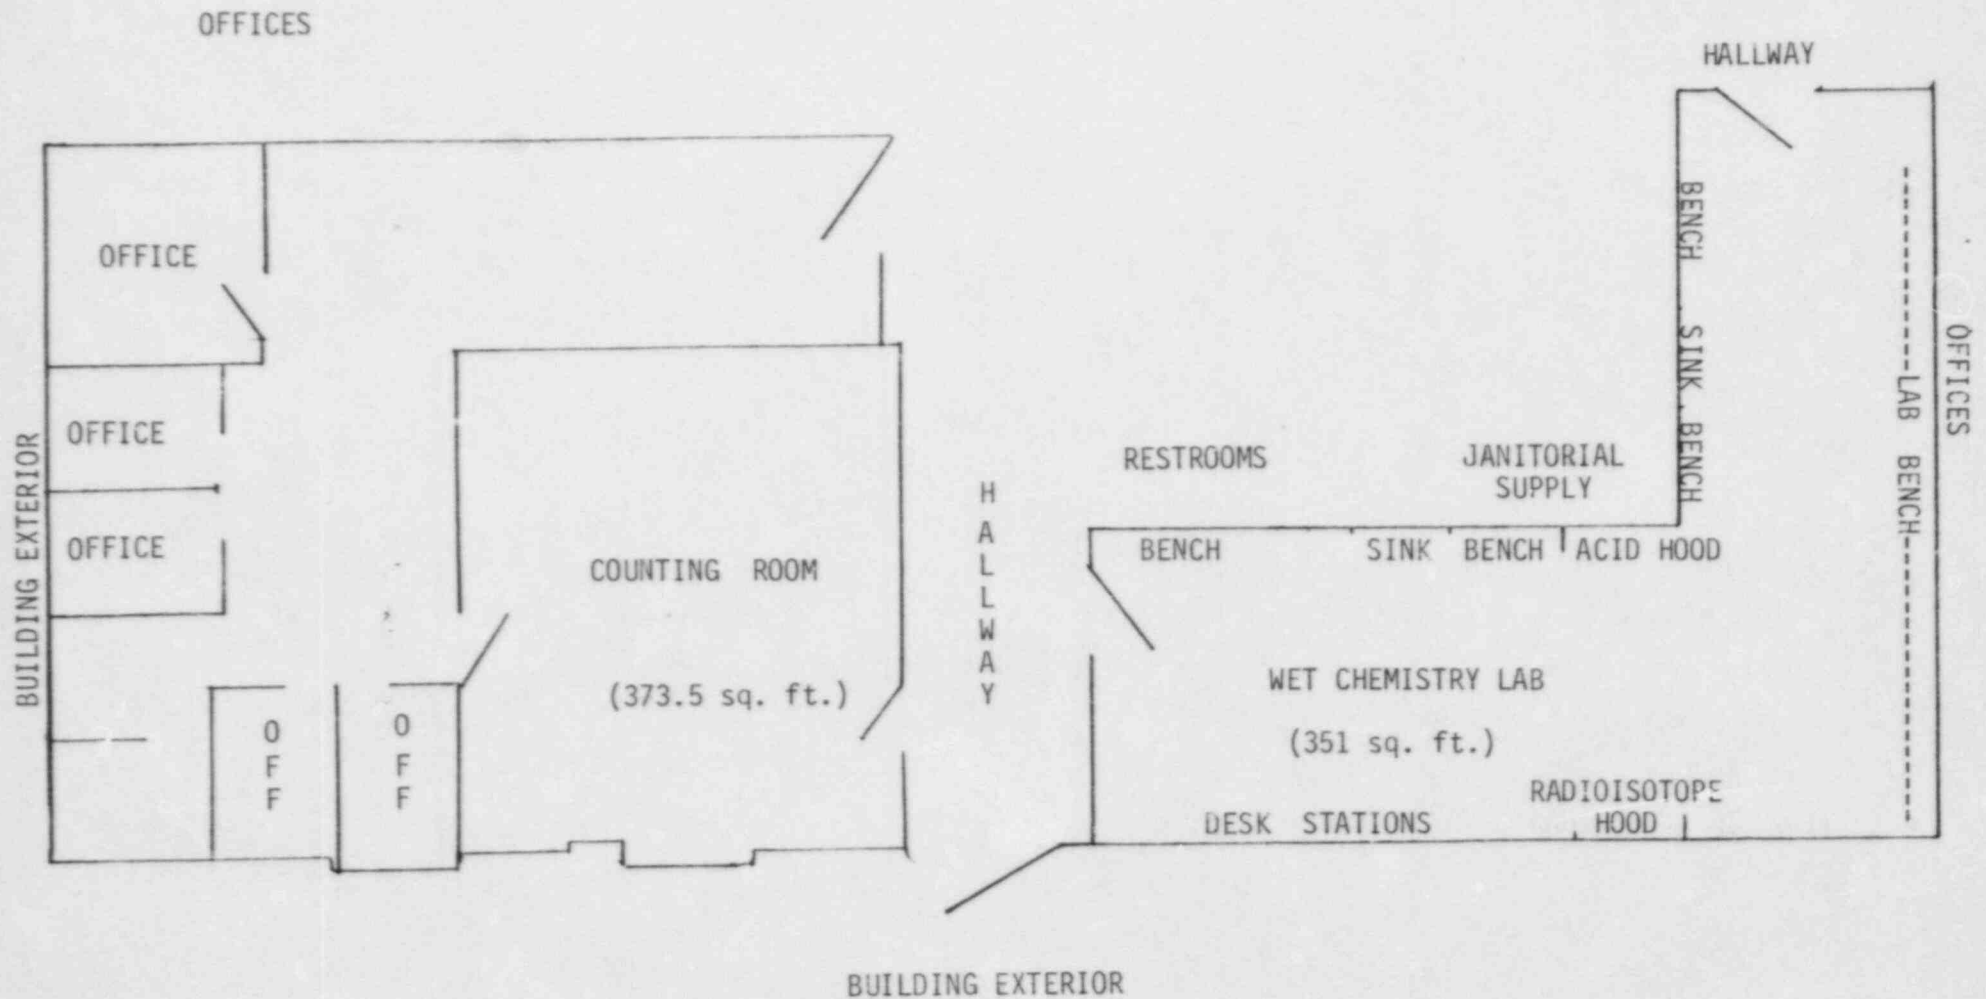 OFFICES
HALLWAY
OFFICE
OFFICE
OFFICE
BUILDING EXTERIOR
OFF
OFF
COUNTING ROOM
(373.5 sq. ft.)
HALLWAY
RESTROOMS
JANITORIAL
SUPPLY
BENCH
SINK
BENCH
ACID HOOD
BENCH
SINK
BENCH
LAB BENCH
OFFICES
WET CHEMISTRY LAB
(351 sq. ft.)
DESK STATIONS
RADIOISOTOPE
HOOD
BUILDING EXTERIOR